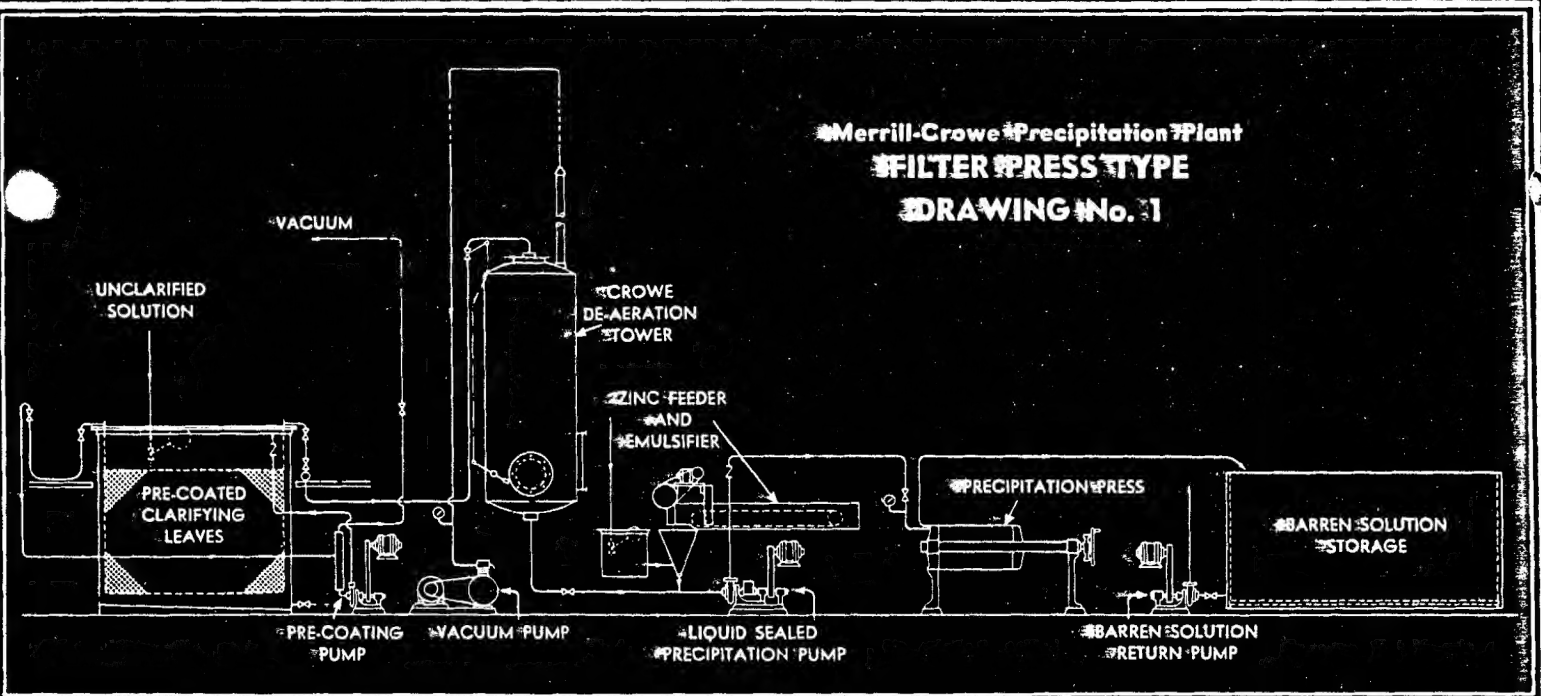 Merrill-Crowe Precipitation Plant
FILTER PRESS TYPE
DRAWING No. 1
VACUUM
UNCLARIFIED
SOLUTION
CROWE
DE-AERATION
TOWER
ZINC FEEDER
AND
EMULSIFIER
PRE-COATED
CLARIFYING
LEAVES
PRECIPITATION PRESS
BARREN SOLUTION
STORAGE
PRE-COATING
PUMP
VACUUM PUMP
LIQUID SEALED
PRECIPITATION PUMP
BARREN SOLUTION
RETURN PUMP